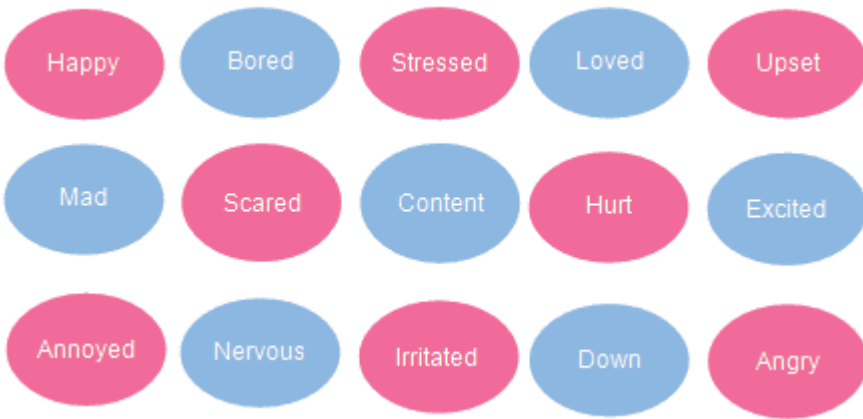 Happy
Bored
Stressed
Loved
Upset
Mad
Scared
Content
Hurt
Excited
Annoyed
Nervous
Irritated
Down
Angry